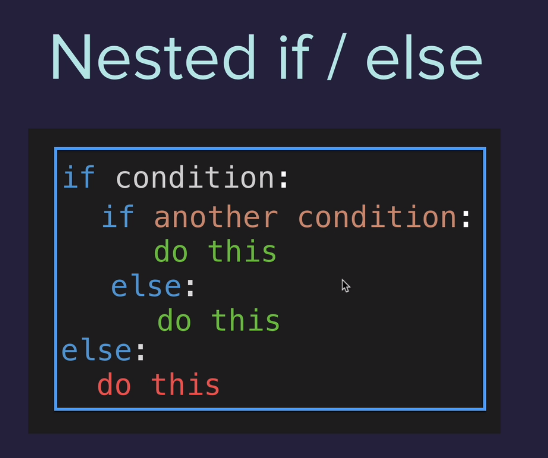 Nested if / else
if condition:
if another condition:
do this
else:
do this
else:
do this